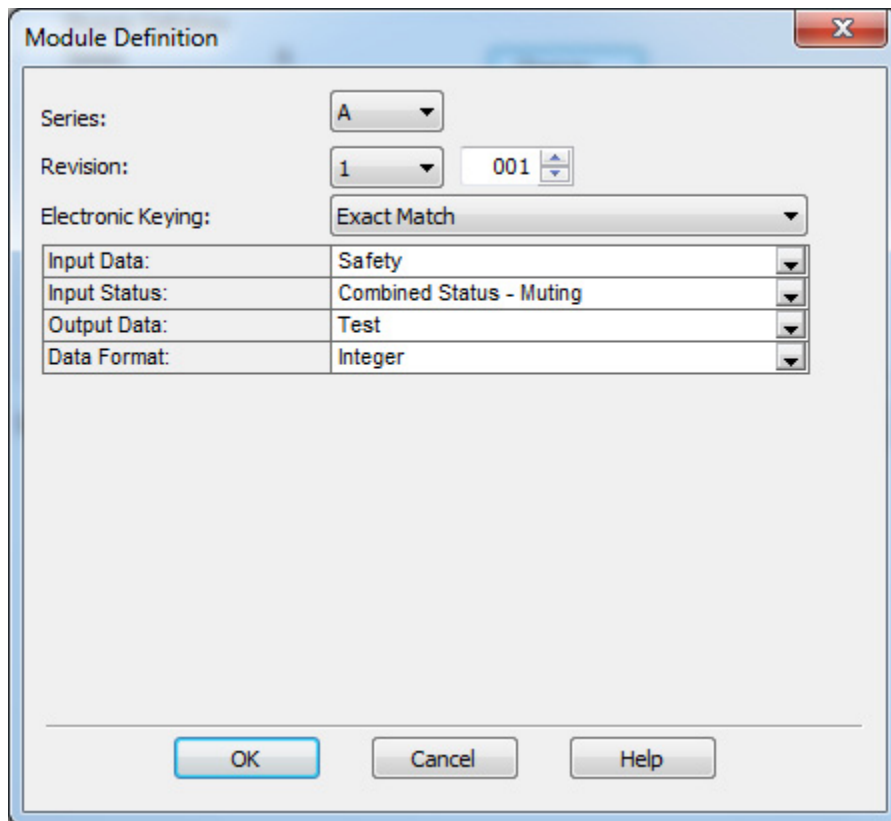 Module Definition
Series: A
Revision: 1 001
Electronic Keying: Exact Match
Input Data: Safety
Input Status: Combined Status - Muting
Output Data: Test
Data Format: Integer
OK Cancel Help